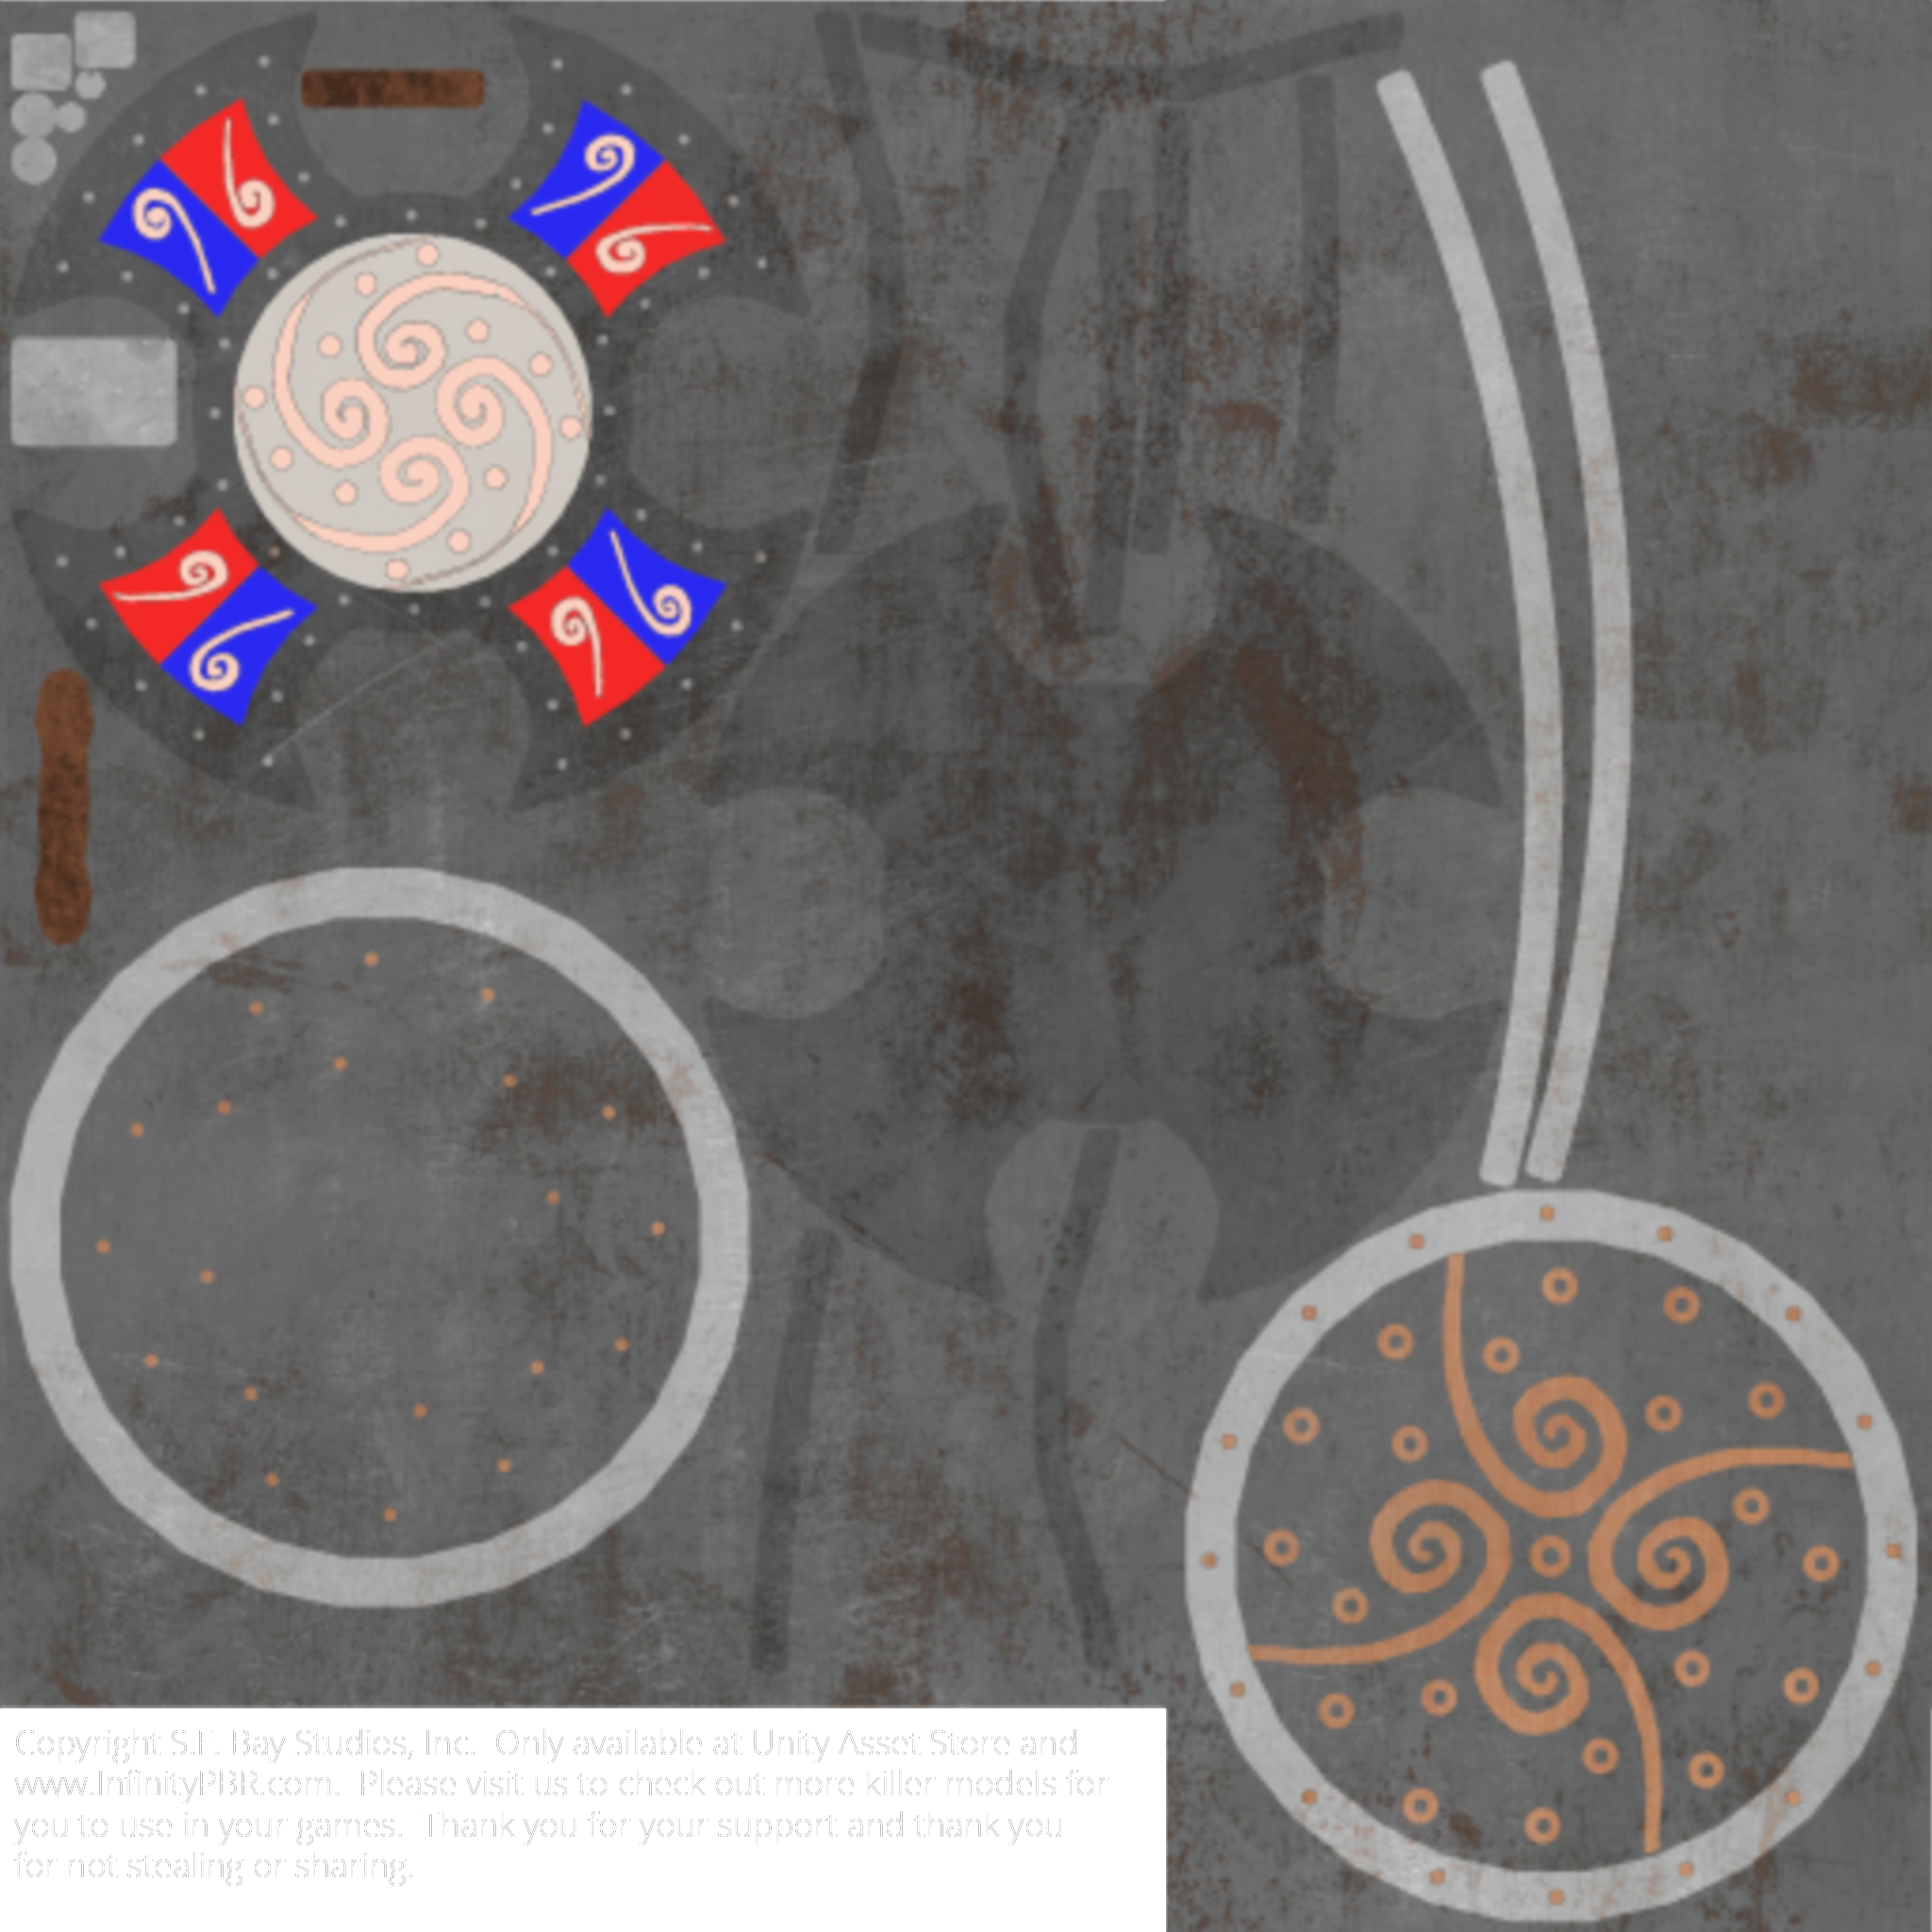 Copyright S.F. Bay Studios, Inc.  Only available at Unity Asset Store and
www.InfinityPBR.com.  Please visit us to check out more killer models for
you to use in your games.  Thank you for your support and thank you
for not stealing or sharing.